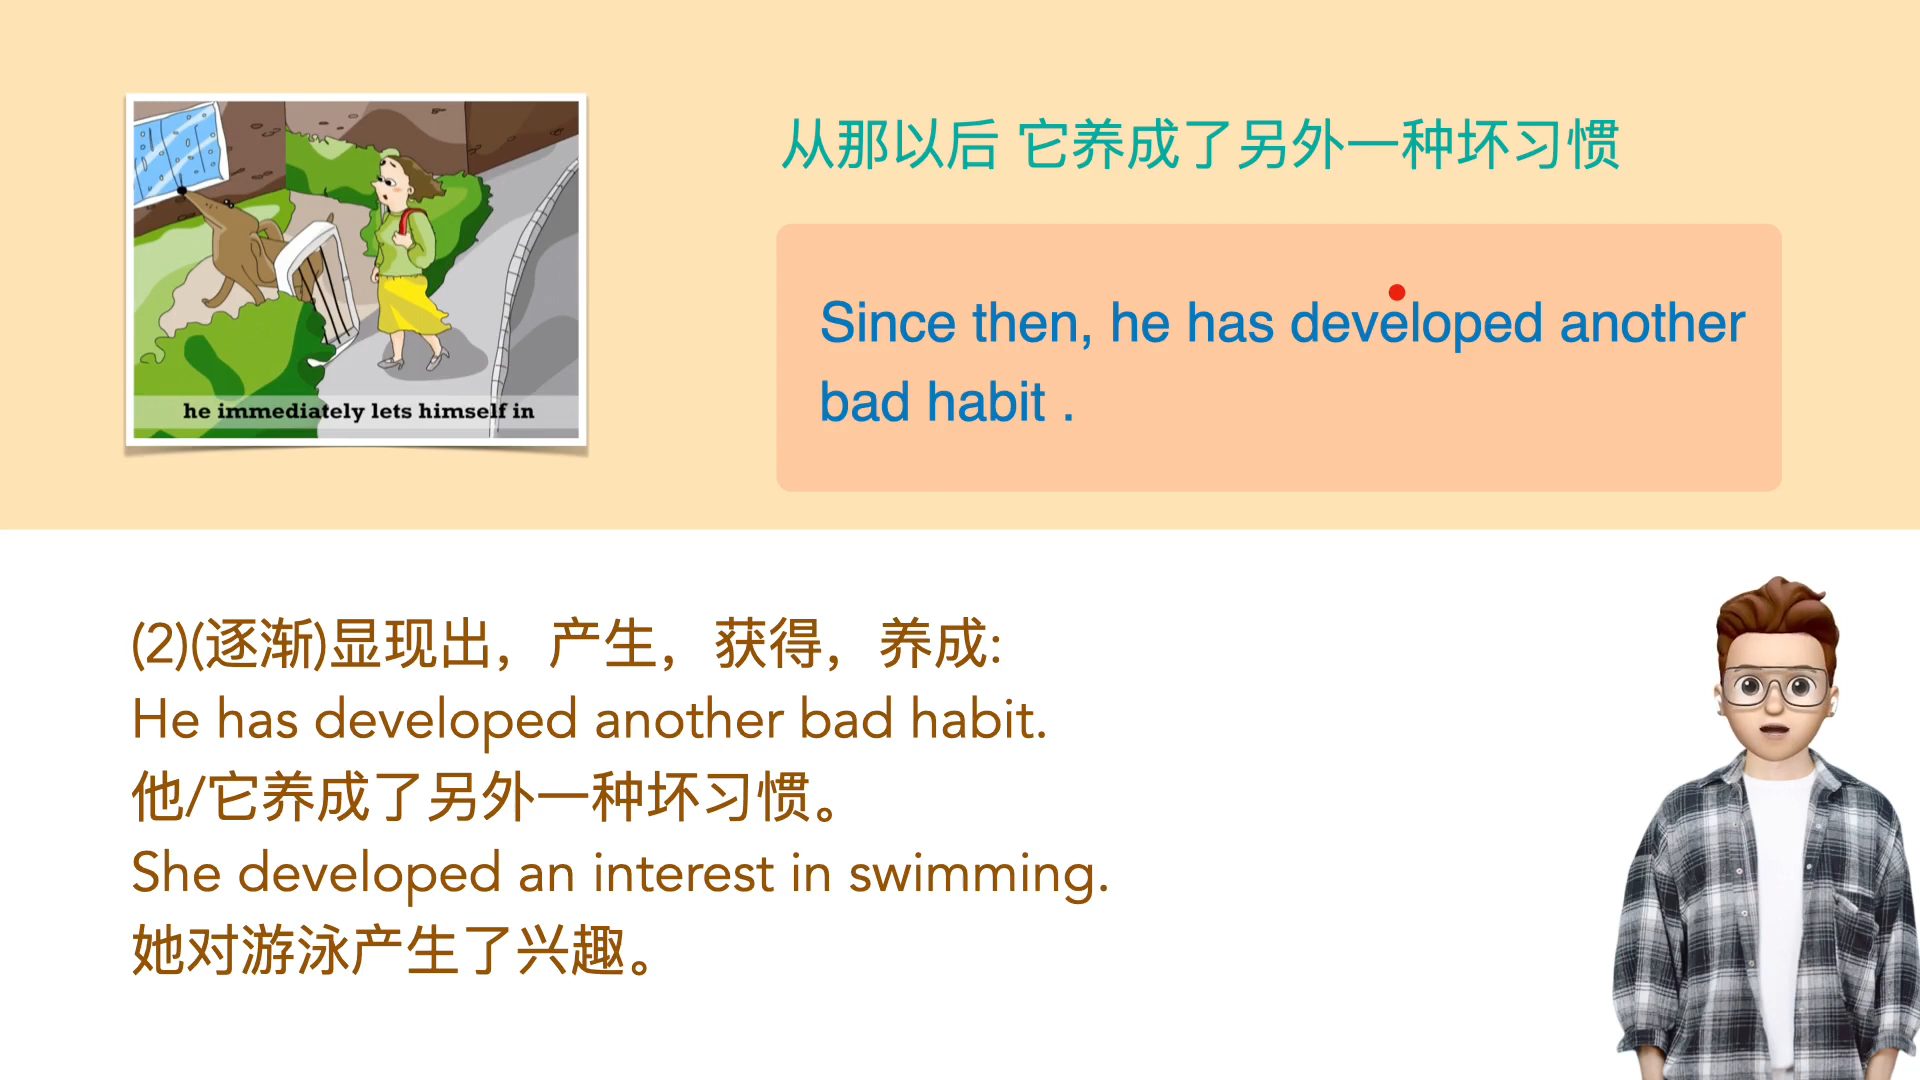 he immediately lets himself in
从那以后 它养成了另外一种坏习惯
Since then, he has developed another
bad habit .
(2)(逐渐)显现出，产生，获得，养成:
He has developed another bad habit.
他/它养成了另外一种坏习惯。
She developed an interest in swimming.
她对游泳产生了兴趣。